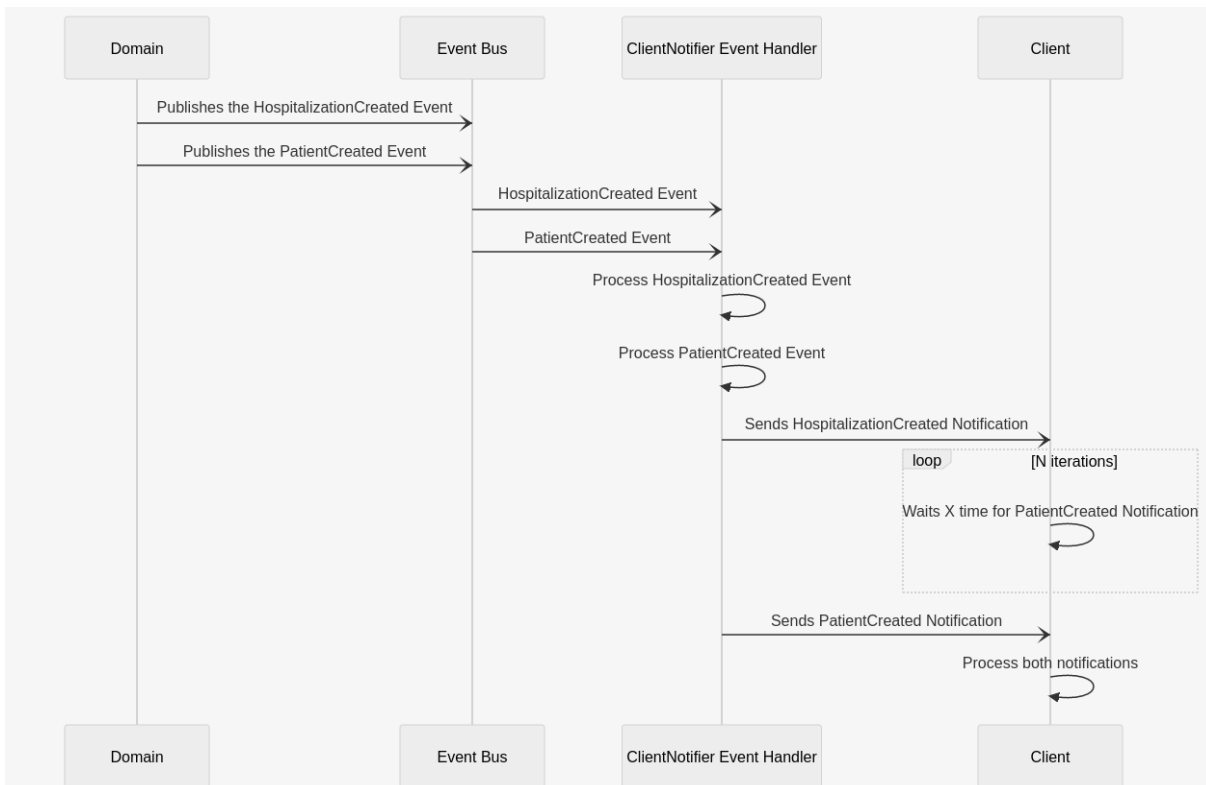 Domain
Event Bus
ClientNotifier Event Handler
Client
Publishes the HospitalizationCreated Event
Publishes the PatientCreated Event
HospitalizationCreated Event
PatientCreated Event
Process HospitalizationCreated Event
Process PatientCreated Event
Sends HospitalizationCreated Notification
loop
[N iterations]
Waits X time for PatientCreated Notification
Sends PatientCreated Notification
Process both notifications
Domain
Event Bus
ClientNotifier Event Handler
Client